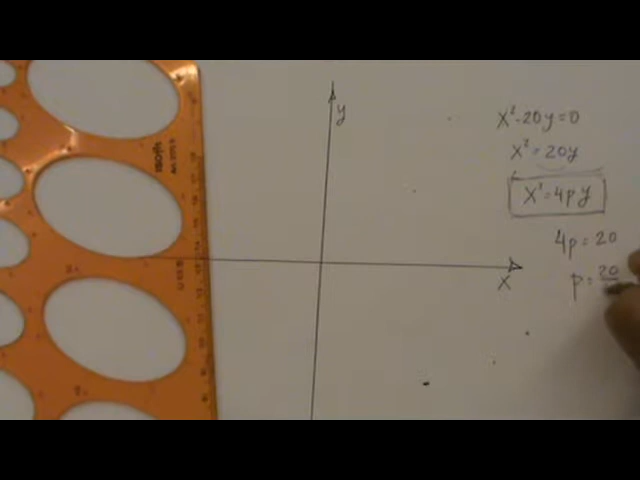 y
x² - 20y = 0
x² = 20y
x² = 4py
4p = 20
x
p = 20